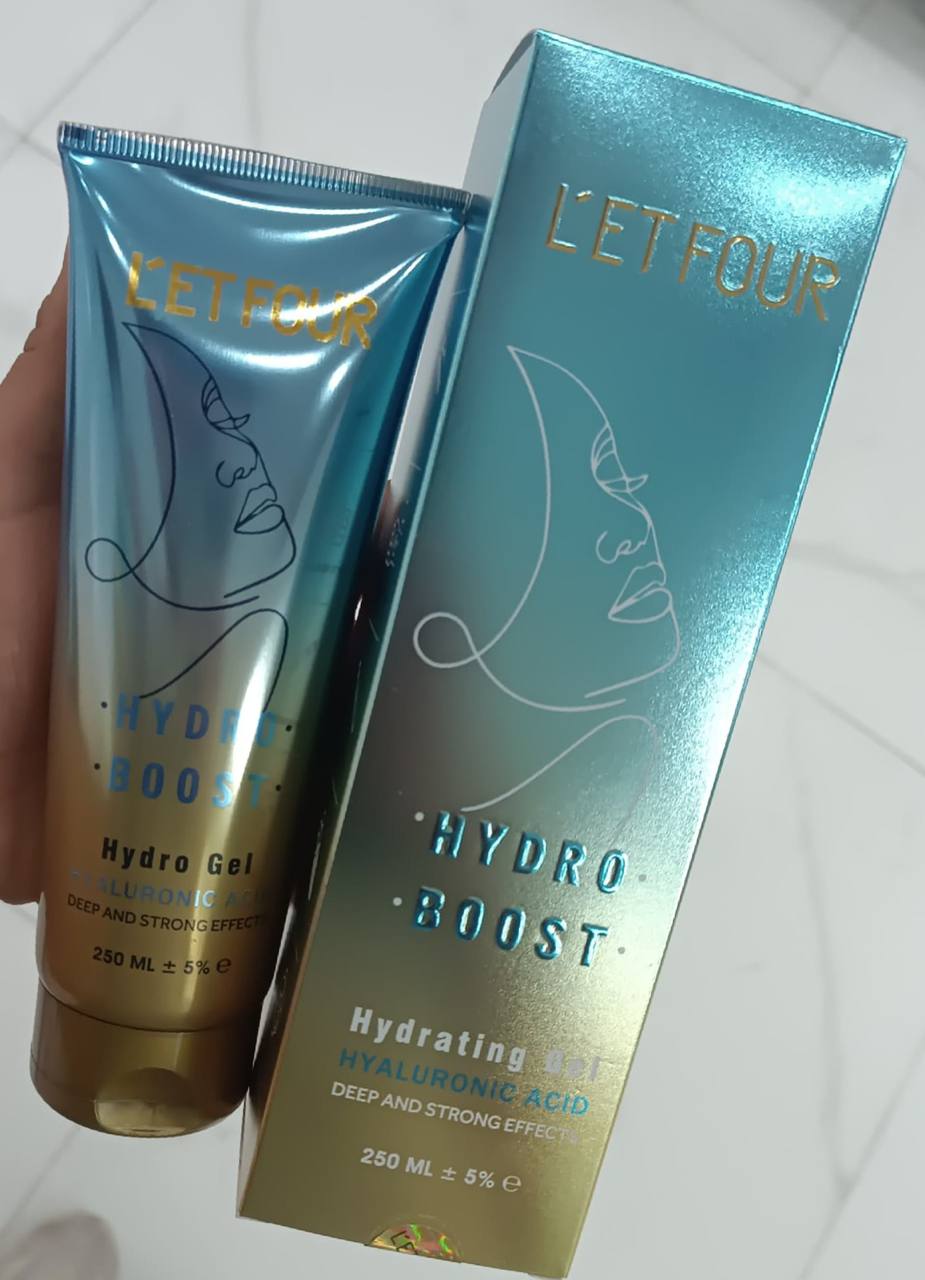 L'ET FOUR
·HYDRO·
·BOOST·
Hydro Gel
HYALURONIC ACID
DEEP AND STRONG EFFECTS
250 ML ± 5% ℮
L'ET FOUR
·HYDRO·
·BOOST·
Hydrating Gel
HYALURONIC ACID
DEEP AND STRONG EFFECTS
250 ML ± 5% ℮